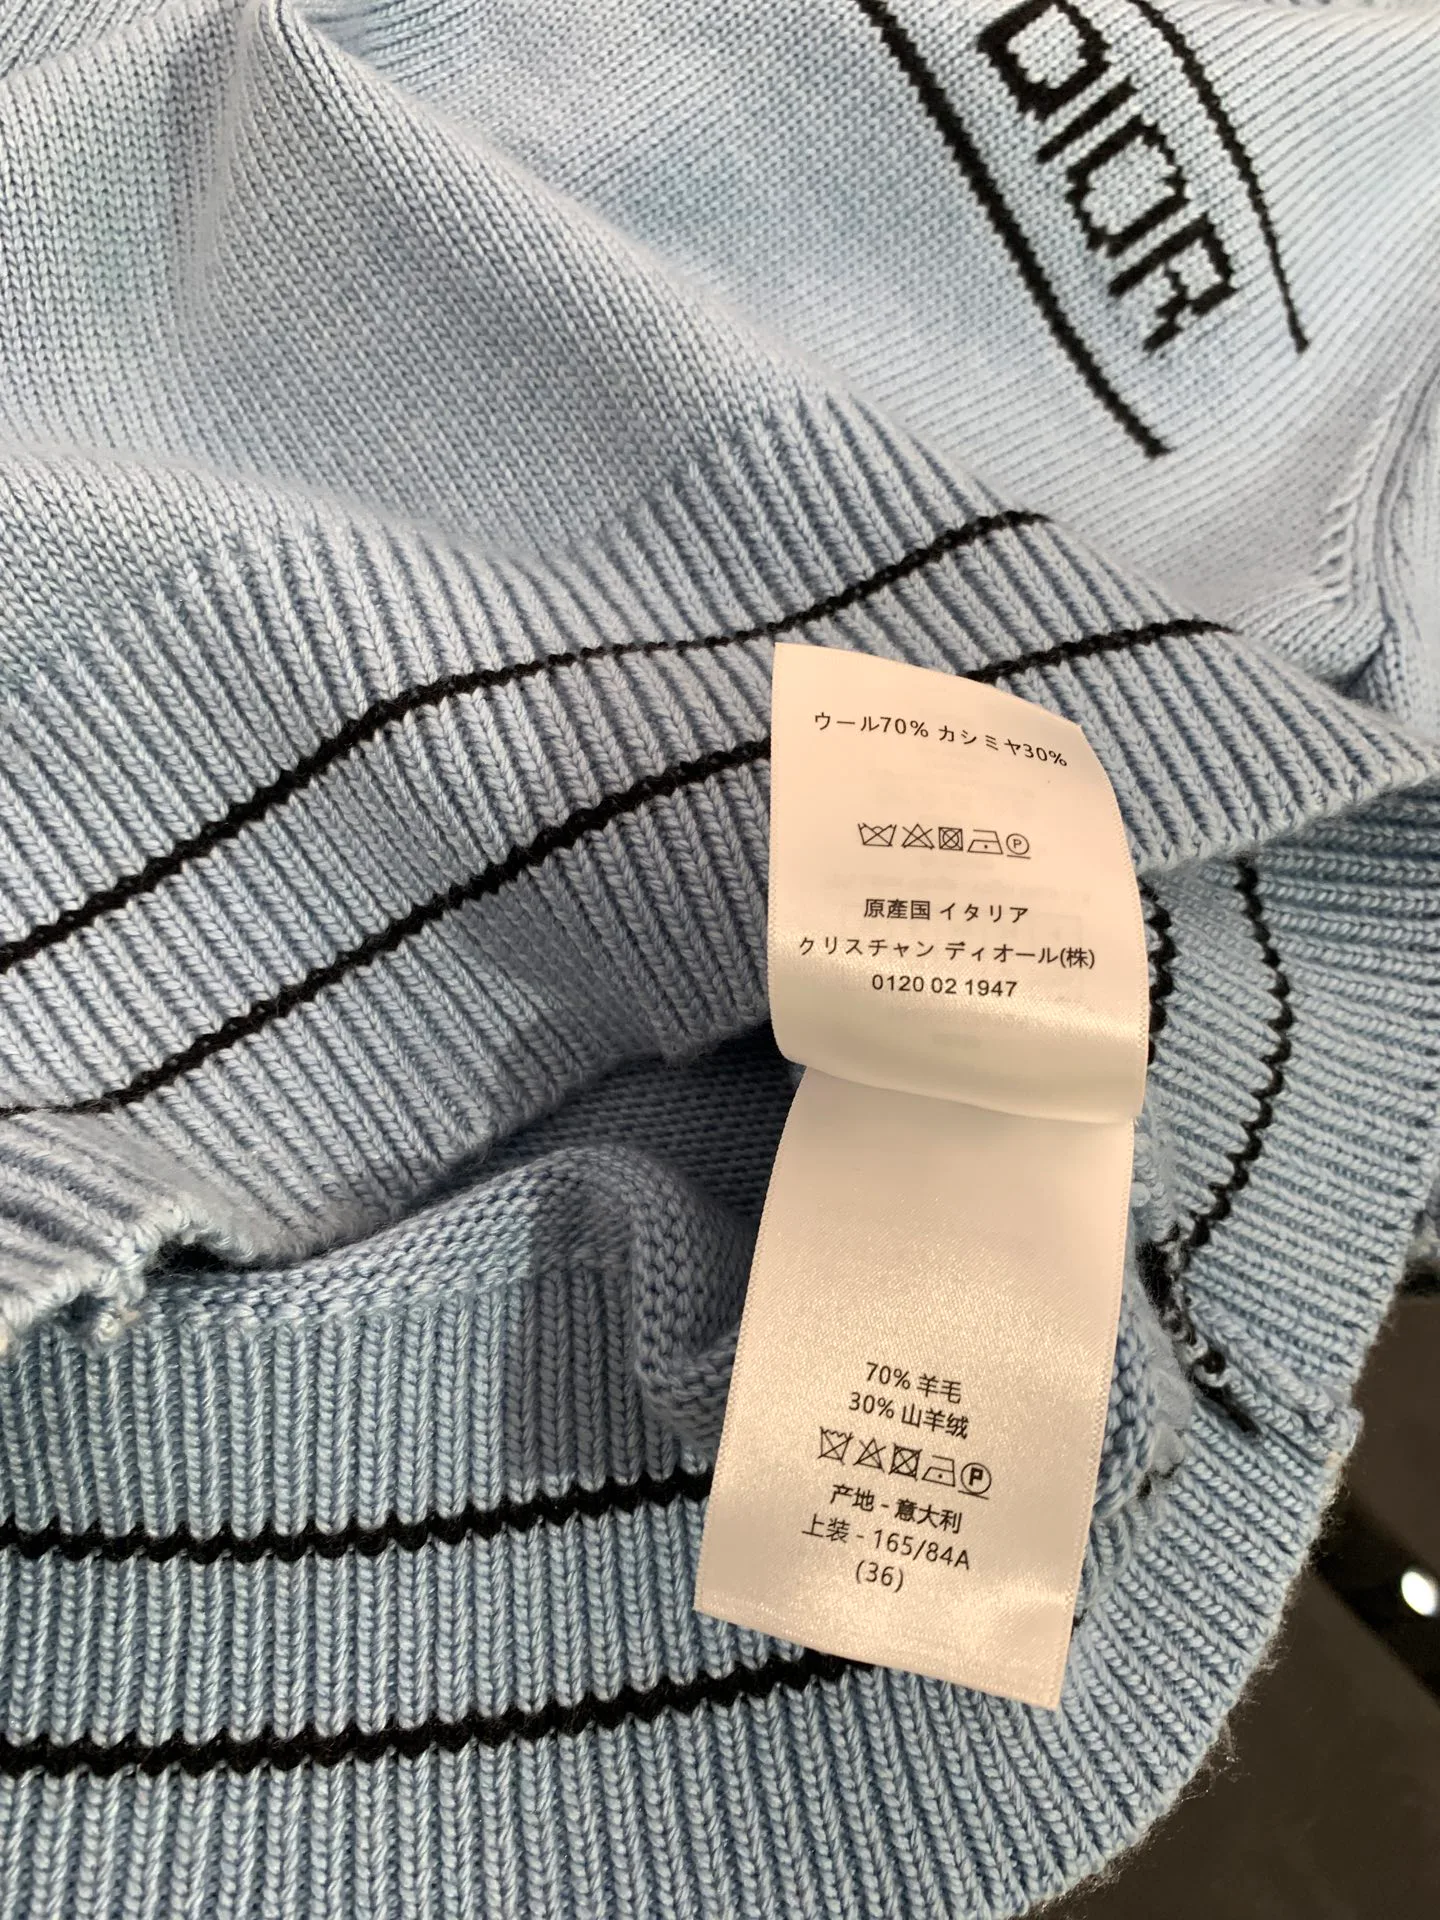 DIOR
ウール70% カシミヤ30%
原產国 イタリア
クリスチャン ディオール(株)
0120 02 1947
70% 羊毛
30% 山羊绒
P
产地 - 意大利
上装 - 165/84A
(36)